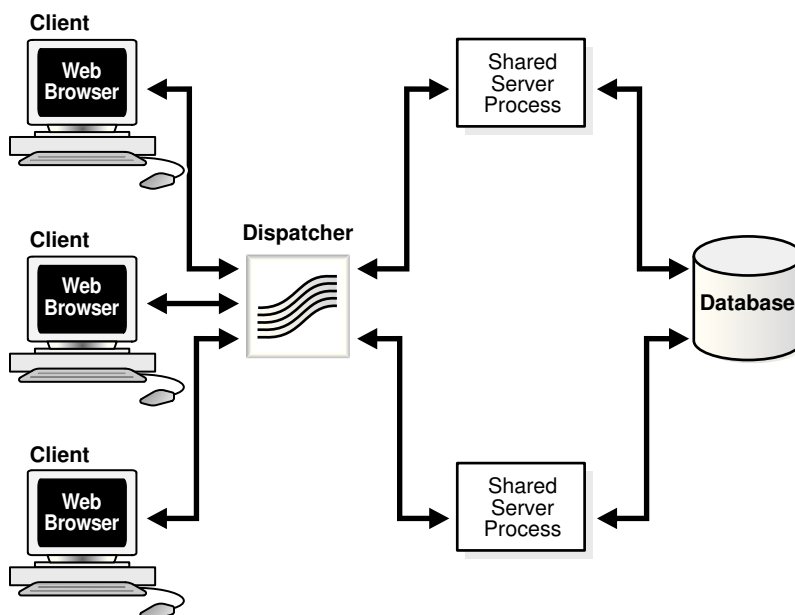 Client
Web
Browser
Shared
Server
Process
Client
Web
Browser
Dispatcher
Database
Client
Web
Browser
Shared
Server
Process